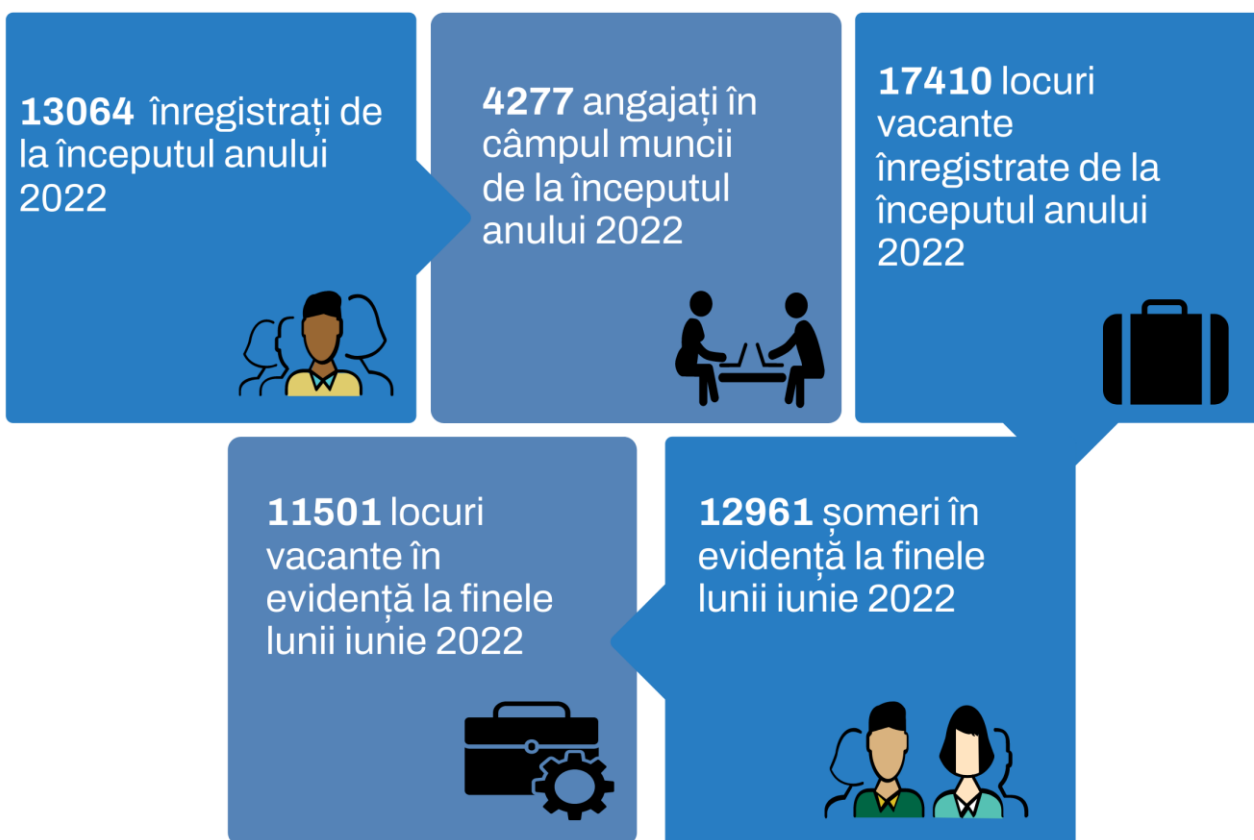 13064 înregistrați de
la începutul anului
2022
4277 angajați în
câmpul muncii
de la începutul
anului 2022
17410 locuri
vacante
înregistrate de la
începutul anului
2022
11501 locuri
vacante în
evidență la finele
lunii iunie 2022
12961 șomeri în
evidență la finele
lunii iunie 2022